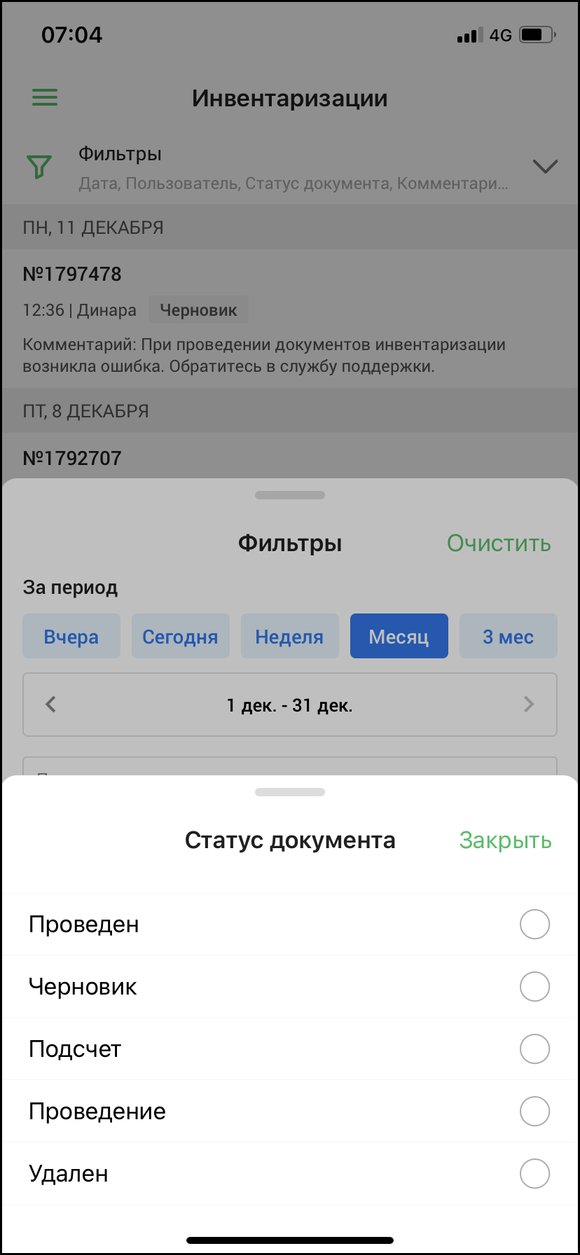 07:04
4G
Инвентаризации
Фильтры
Дата, Пользователь, Статус документа, Комментари...
ПН, 11 ДЕКАБРЯ
№1797478
12:36 | Динара Черновик
Комментарий: При проведении документов инвентаризации
возникла ошибка. Обратитесь в службу поддержки.
ПТ, 8 ДЕКАБРЯ
№1792707
Фильтры
Очистить
За период
Вчера Сегодня Неделя Месяц 3 мес
1 дек. - 31 дек.
Статус документа
Закрыть
Проведен
Черновик
Подсчет
Проведение
Удален